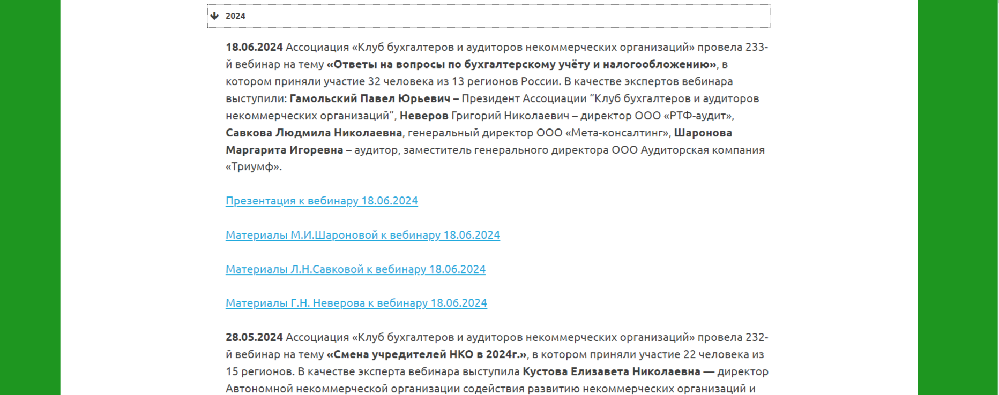 2024
18.06.2024 Ассоциация «Клуб бухгалтеров и аудиторов некоммерческих организаций» провела 233-
й вебинар на тему «Ответы на вопросы по бухгалтерскому учёту и налогообложению», в
котором приняли участие 32 человека из 13 регионов России. В качестве экспертов вебинара
выступили: Гамольский Павел Юрьевич – Президент Ассоциации “Клуб бухгалтеров и аудиторов
некоммерческих организаций”, Неверов Григорий Николаевич – директор ООО «РТФ-аудит»,
Савкова Людмила Николаевна, генеральный директор ООО «Мета-консалтинг», Шаронова
Маргарита Игоревна – аудитор, заместитель генерального директора ООО Аудиторская компания
«Триумф».
Презентация к вебинару 18.06.2024
Материалы М.И.Шароновой к вебинару 18.06.2024
Материалы Л.Н.Савковой к вебинару 18.06.2024
Материалы Г.Н. Неверова к вебинару 18.06.2024
28.05.2024 Ассоциация «Клуб бухгалтеров и аудиторов некоммерческих организаций» провела 232-
й вебинар на тему «Смена учредителей НКО в 2024г.», в котором приняли участие 22 человека из
15 регионов. В качестве эксперта вебинара выступила Кустова Елизавета Николаевна — директор
Автономной некоммерческой организации содействия развитию некоммерческих организаций и